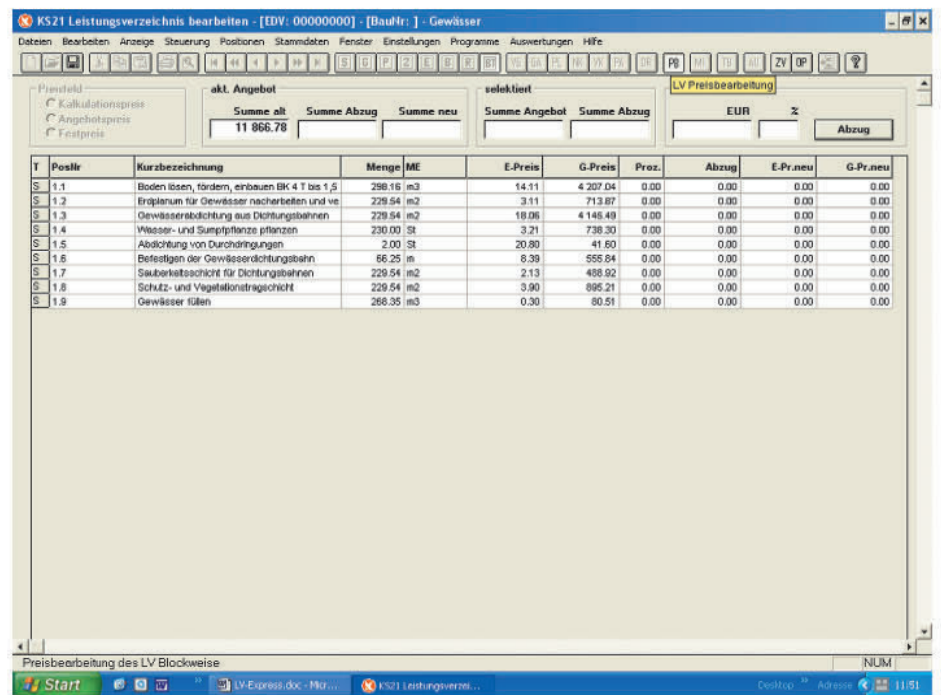 KS21 Leistungsverzeichnis bearbeiten - [EDV: 00000000] - [BauNr: ] - Gewässer
Dateien Bearbeiten Anzeige Steuerung Positionen Stammdaten Fenster Einstellungen Programme Auswertungen Hilfe
S G P Z E B R BT VG GA PL NK VK PA DR PB MI TU AU ZV OP
LV Preisbearbeitung
Preisfeld akt. Angebot selektiert
Kalkulationspreis
Angebotspreis
Festpreis
Summe alt Summe Abzug Summe neu Summe Angebot Summe Abzug EUR %
11 866.78 Abzug
T PosNr Kurzbezeichnung Menge ME E-Preis G-Preis Proz. Abzug E-Pr.neu G-Pr.neu
S 1.1 Boden lösen, fördern, einbauen BK 4 T bis 1,5 298.16 m3 14.11 4 207.04 0.00 0.00 0.00 0.00
S 1.2 Erdplanum für Gewässer nacherbeiten und ve 229.54 m2 3.11 713.87 0.00 0.00 0.00 0.00
S 1.3 Gewässerabdichtung aus Dichtungsbahnen 229.54 m2 18.06 4 145.49 0.00 0.00 0.00 0.00
S 1.4 Wasser- und Sumpfpflanze pflanzen 230.00 St 3.21 738.30 0.00 0.00 0.00 0.00
S 1.5 Abdichtung von Durchdringungen 2.00 St 20.80 41.60 0.00 0.00 0.00 0.00
S 1.6 Befestigen der Gewässerdichtungsbahn 66.25 m 8.39 555.84 0.00 0.00 0.00 0.00
S 1.7 Sauberkeitsschicht für Dichtungsbahnen 229.54 m2 2.13 488.92 0.00 0.00 0.00 0.00
S 1.8 Schutz- und Vegetationstragschicht 229.54 m2 3.90 895.21 0.00 0.00 0.00 0.00
S 1.9 Gewässer füllen 268.35 m3 0.30 80.51 0.00 0.00 0.00 0.00
Preisbearbeitung des LV Blockweise NUM
Start LV-Express.doc - Micr... KS21 Leistungsverzei... Desktop Adresse 11:51